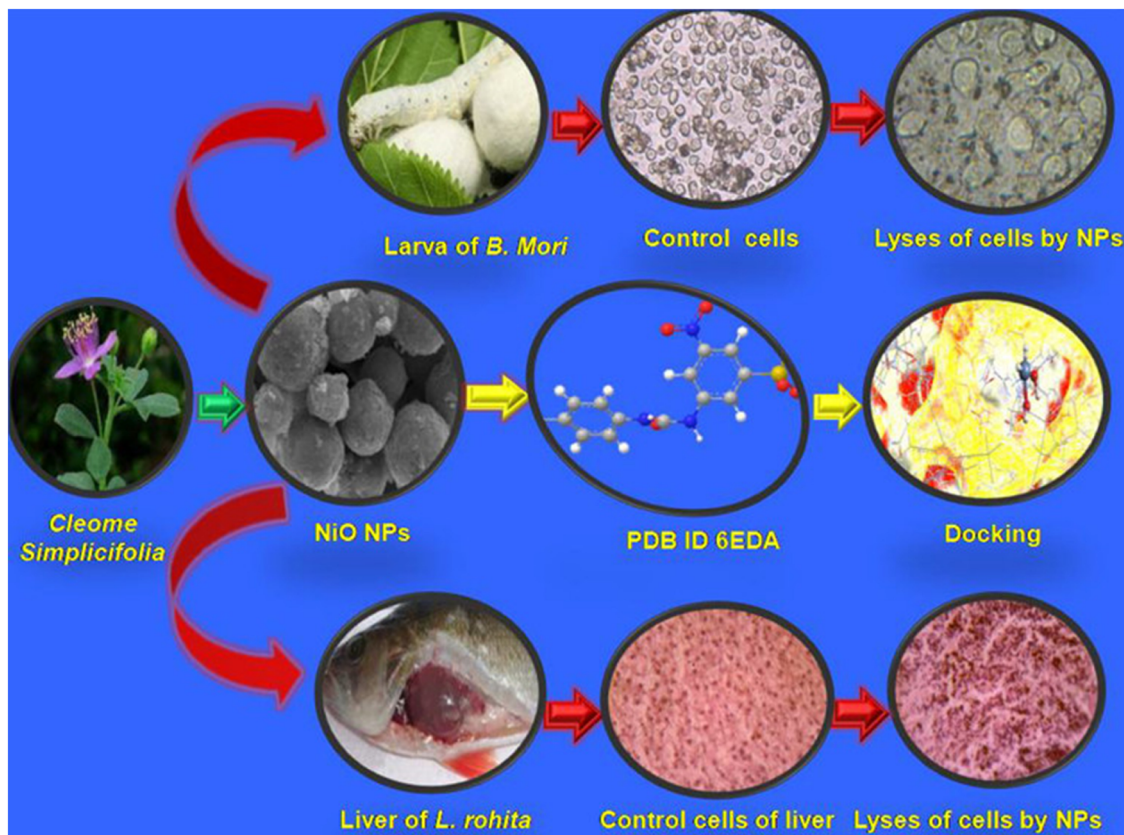 Larva of B. Mori
Control cells
Lyses of cells by NPs
Cleome
Simplicifolia
NiO NPs
PDB ID 6EDA
Docking
Liver of L. rohita
Control cells of liver
Lyses of cells by NPs